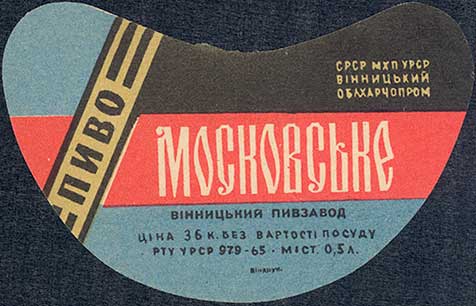 ПИВО
СРСР МХП УРСР
ВІННИЦЬКИЙ
ОБЛХАРЧОПРОМ
МОСКОВСЬКЕ
ВІННИЦЬКИЙ ПИВЗАВОД
ЦІНА 36 К. БЕЗ ВАРТОСТІ ПОСУДУ
РТУ УРСР 979-65 · МІСТ. 0,5 Л.